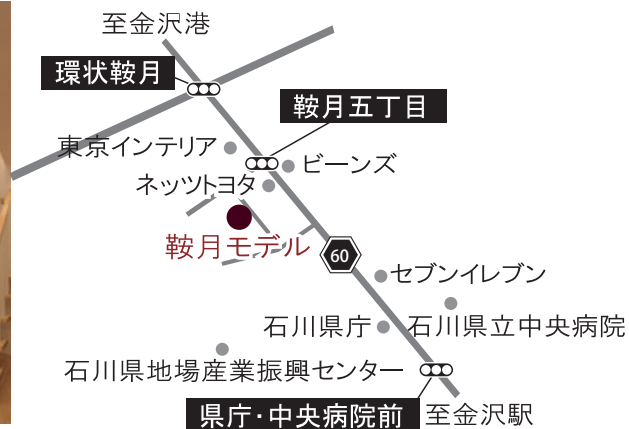 至金沢港
環状鞍月
鞍月五丁目
東京インテリア
ビーンズ
ネッツトヨタ
鞍月モデル
60
セブンイレブン
石川県庁
石川県立中央病院
石川県地場産業振興センター
県庁・中央病院前
至金沢駅